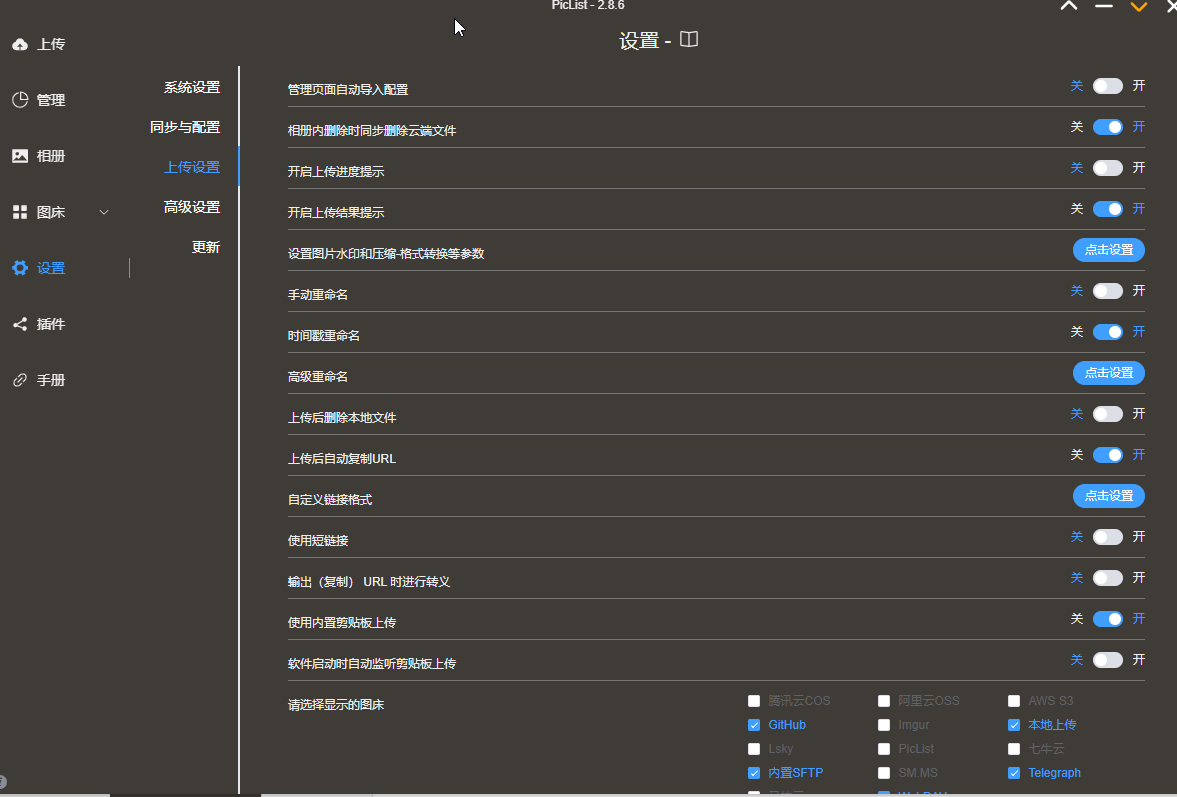 PicList - 2.8.6
设置 -
上传
管理
相册
图床
设置
插件
手册
系统设置
同步与配置
上传设置
高级设置
更新
管理页面自动导入配置 关 开
相册内删除时同步删除云端文件 关 开
开启上传进度提示 关 开
开启上传结果提示 关 开
设置图片水印和压缩-格式转换等参数 点击设置
手动重命名 关 开
时间戳重命名 关 开
高级重命名 点击设置
上传后删除本地文件 关 开
上传后自动复制URL 关 开
自定义链接格式 点击设置
使用短链接 关 开
输出（复制） URL 时进行转义 关 开
使用内置剪贴板上传 关 开
软件启动时自动监听剪贴板上传 关 开
请选择显示的图床 腾讯云COS 阿里云OSS AWS S3
GitHub Imgur 本地上传
Lsky PicList 七牛云
内置SFTP SM.MS Telegraph